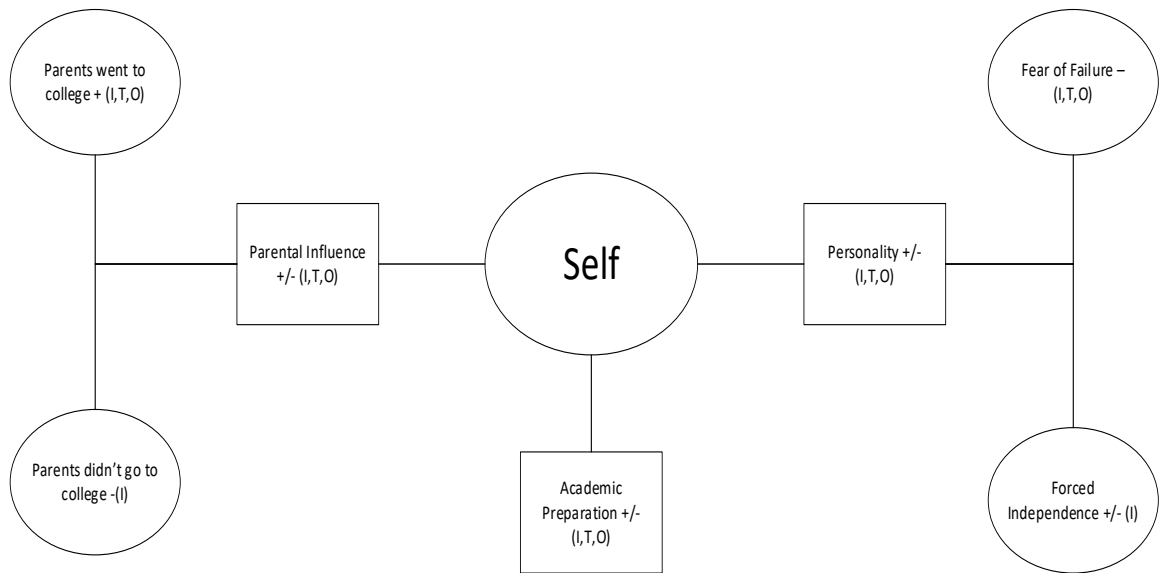 Parents went to
college + (I,T,O)
Fear of Failure –
(I,T,O)
Parental Influence
+/- (I,T,O)
Self
Personality +/-
(I,T,O)
Parents didn't go to
college -(I)
Academic
Preparation +/-
(I,T,O)
Forced
Independence +/- (I)